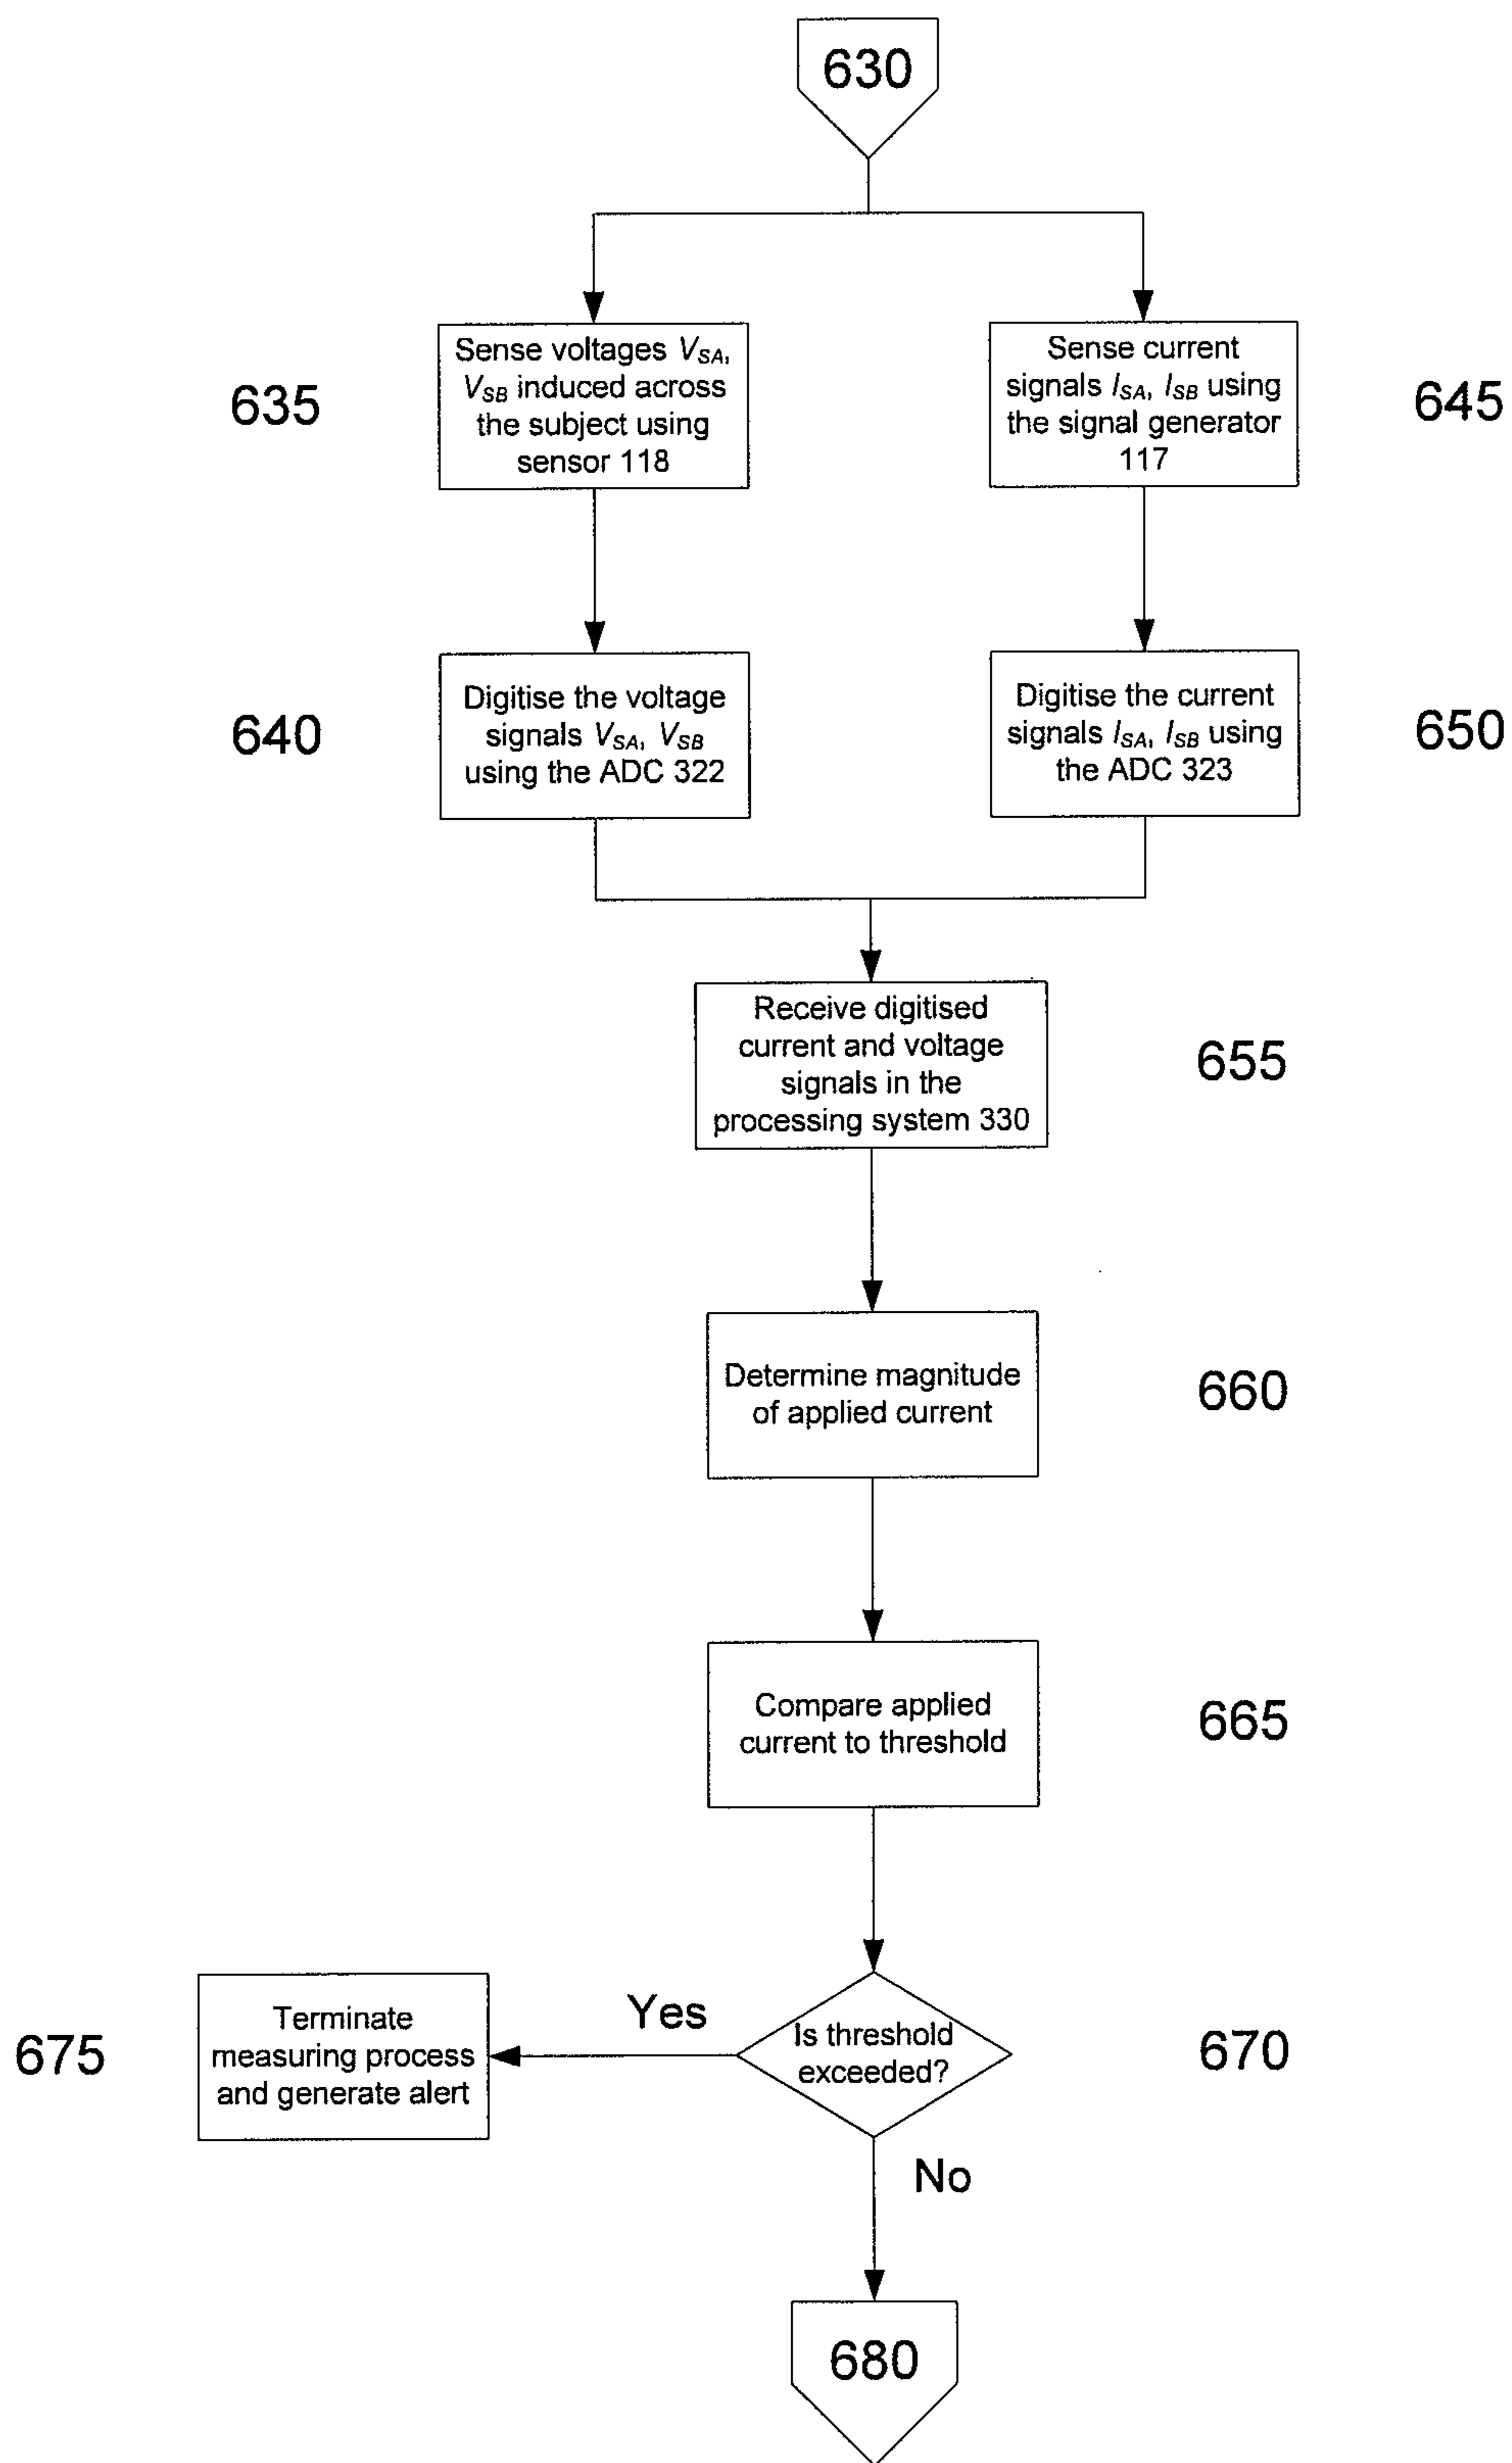 630
Sense voltages VSA,
VSB induced across
the subject using
sensor 118
635
Sense current
signals ISA, ISB using
the signal generator
117
645
Digitise the voltage
signals VSA, VSB
using the ADC 322
640
Digitise the current
signals ISA, ISB using
the ADC 323
650
Receive digitised
current and voltage
signals in the
processing system 330
655
Determine magnitude
of applied current
660
Compare applied
current to threshold
665
Is threshold
exceeded?
670
Yes
Terminate
measuring process
and generate alert
675
No
680